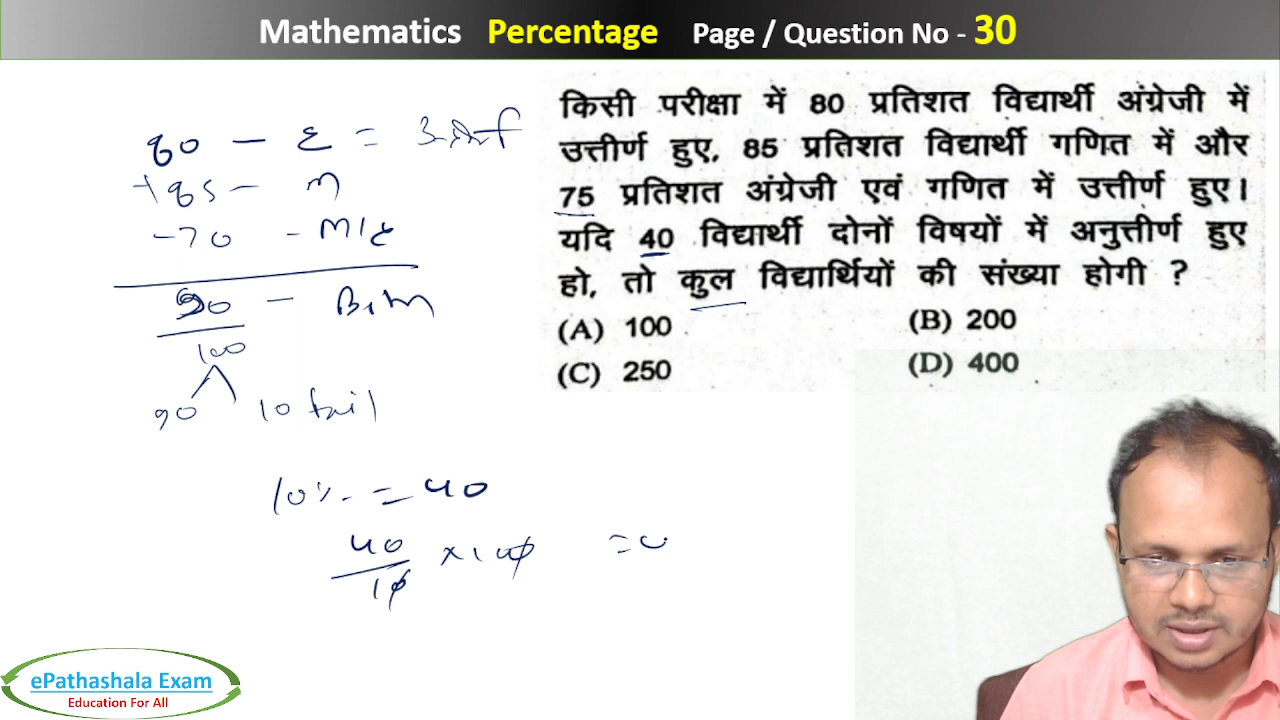 Mathematics Percentage Page / Question No - 30
किसी परीक्षा में 80 प्रतिशत विद्यार्थी अंग्रेजी में
उत्तीर्ण हुए, 85 प्रतिशत विद्यार्थी गणित में और
75 प्रतिशत अंग्रेजी एवं गणित में उत्तीर्ण हुए।
यदि 40 विद्यार्थी दोनों विषयों में अनुत्तीर्ण हुए
हो, तो कुल विद्यार्थियों की संख्या होगी ?
(A) 100 (B) 200
(C) 250 (D) 400
80 - E =
+85 - m
-70 - M/E
90 -
100
90 10 fail
10% = 40
40
10 × 100 =
ePathashala Exam
Education For All